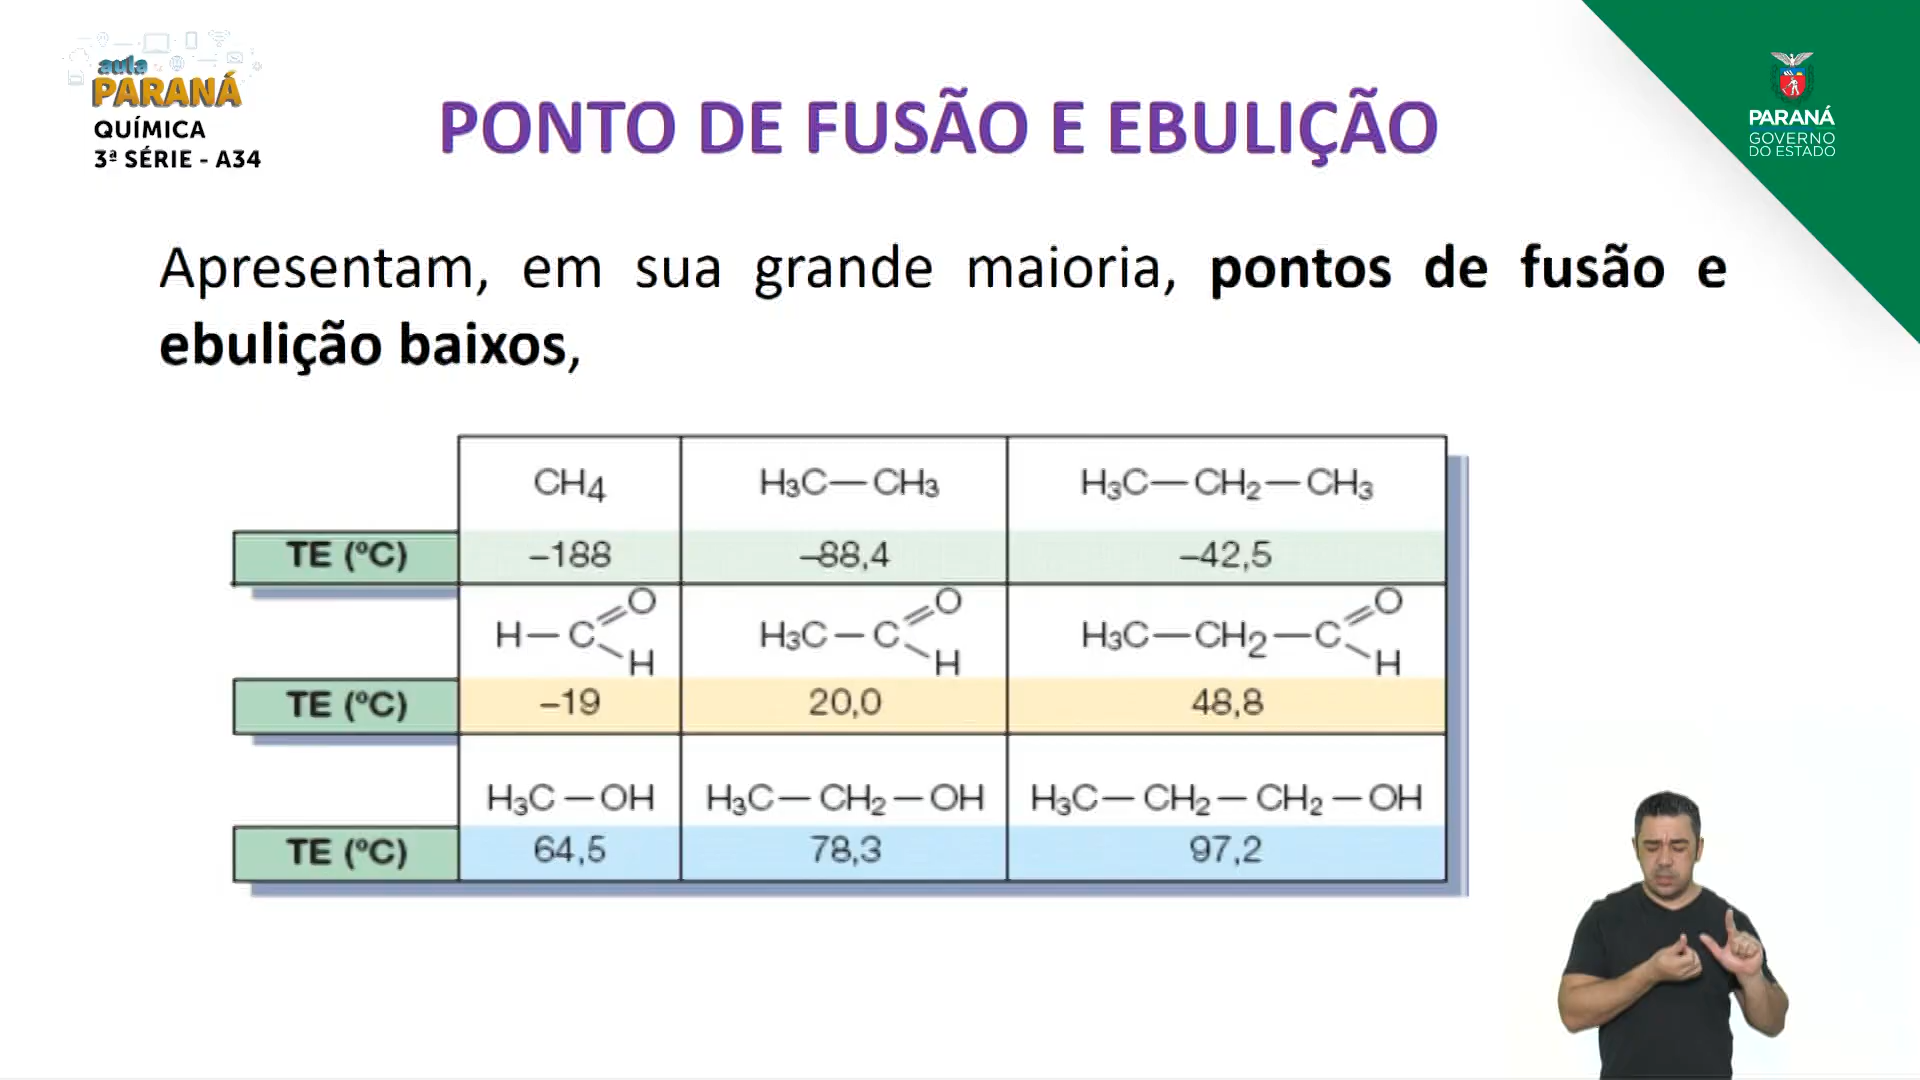 aula
PARANÁ
QUÍMICA
3ª SÉRIE - A34
PONTO DE FUSÃO E EBULIÇÃO
PARANÁ
GOVERNO
DO ESTADO
Apresentam, em sua grande maioria, pontos de fusão e
ebulição baixos,
CH4 H3C—CH3 H3C—CH2—CH3
TE (ºC) –188 –88,4 –42,5
H—C=O H H3C—C=O H H3C—CH2—C=O H
TE (ºC) –19 20,0 48,8
H3C—OH H3C—CH2—OH H3C—CH2—CH2—OH
TE (ºC) 64,5 78,3 97,2